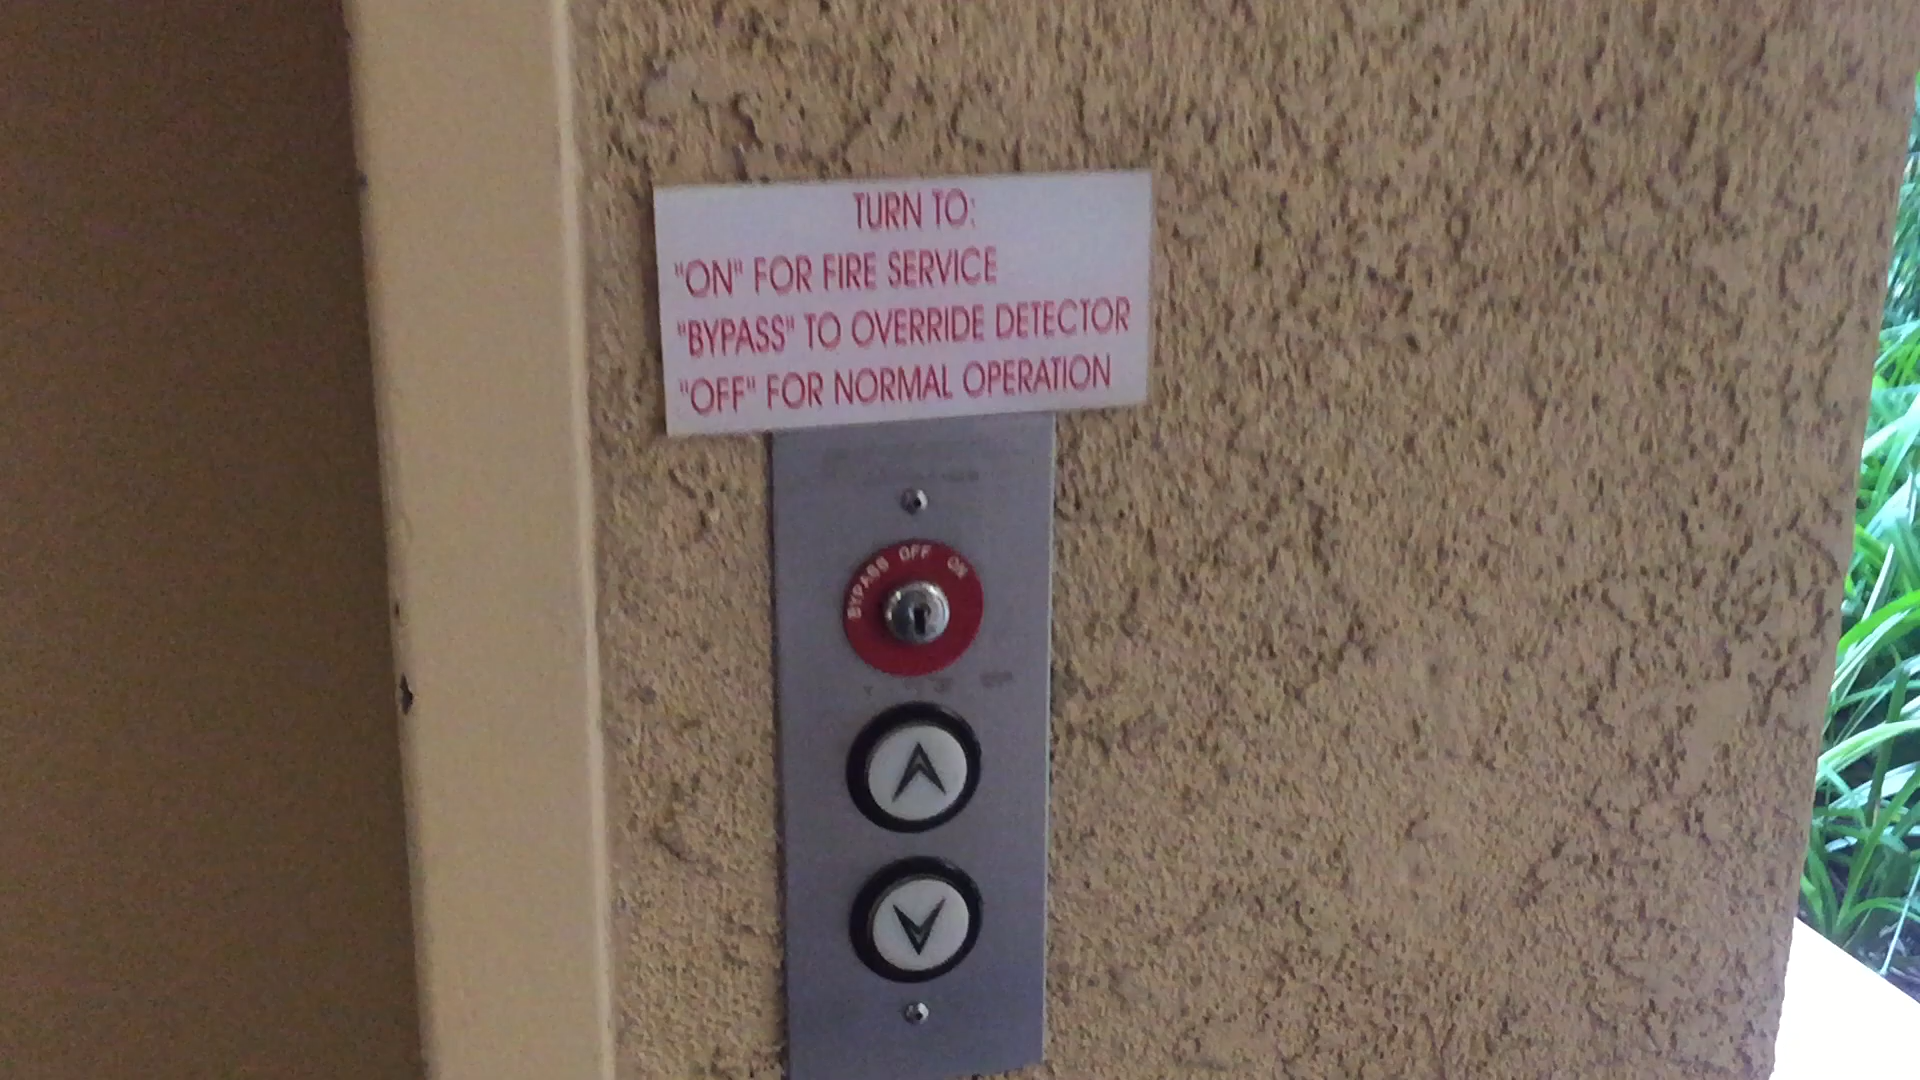 TURN TO:
"ON" FOR FIRE SERVICE
"BYPASS" TO OVERRIDE DETECTOR
"OFF" FOR NORMAL OPERATION
BYPASS OFF ON